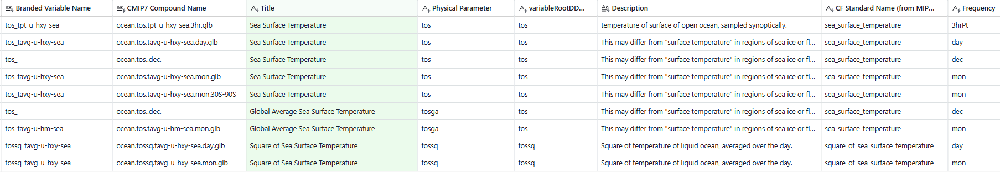 Branded Variable Name CMIP7 Compound Name Title Physical Parameter variableRootDD... Description CF Standard Name (from MIP... Frequency
tos_tpt-u-hxy-sea ocean.tos.tpt-u-hxy-sea.3hr.glb Sea Surface Temperature tos tos temperature of surface of open ocean, sampled synoptically. sea_surface_temperature 3hrPt
tos_tavg-u-hxy-sea ocean.tos.tavg-u-hxy-sea.day.glb Sea Surface Temperature tos tos This may differ from "surface temperature" in regions of sea ice or fl... sea_surface_temperature day
tos_ ocean.tos..dec. Sea Surface Temperature tos tos This may differ from "surface temperature" in regions of sea ice or fl... sea_surface_temperature dec
tos_tavg-u-hxy-sea ocean.tos.tavg-u-hxy-sea.mon.glb Sea Surface Temperature tos tos This may differ from "surface temperature" in regions of sea ice or fl... sea_surface_temperature mon
tos_tavg-u-hxy-sea ocean.tos.tavg-u-hxy-sea.mon.30S-90S Sea Surface Temperature tos tos This may differ from "surface temperature" in regions of sea ice or fl... sea_surface_temperature mon
tos_ ocean.tos..dec. Global Average Sea Surface Temperature tosga tos This may differ from "surface temperature" in regions of sea ice or fl... sea_surface_temperature dec
tos_tavg-u-hm-sea ocean.tos.tavg-u-hm-sea.mon.glb Global Average Sea Surface Temperature tosga tos This may differ from "surface temperature" in regions of sea ice or fl... sea_surface_temperature mon
tossq_tavg-u-hxy-sea ocean.tossq.tavg-u-hxy-sea.day.glb Square of Sea Surface Temperature tossq tossq Square of temperature of liquid ocean, averaged over the day. square_of_sea_surface_temperature day
tossq_tavg-u-hxy-sea ocean.tossq.tavg-u-hxy-sea.mon.glb Square of Sea Surface Temperature tossq tossq Square of temperature of liquid ocean, averaged over the day. square_of_sea_surface_temperature mon